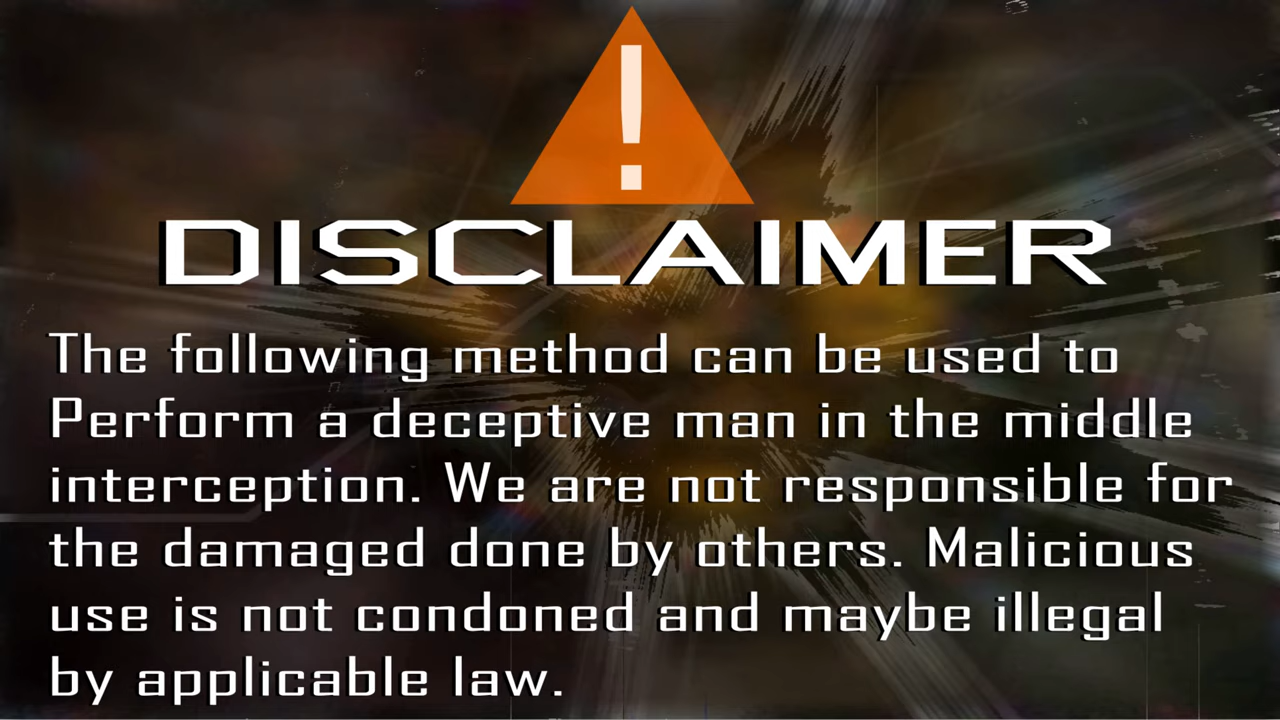 !
DISCLAIMER
The following method can be used to
Perform a deceptive man in the middle
interception. We are not responsible for
the damaged done by others. Malicious
use is not condoned and maybe illegal
by applicable law.